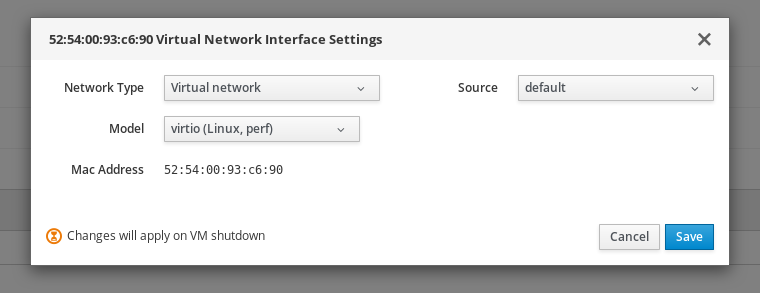 52:54:00:93:c6:90 Virtual Network Interface Settings
Network Type Virtual network Source default
Model virtio (Linux, perf)
Mac Address 52:54:00:93:c6:90
Changes will apply on VM shutdown Cancel Save